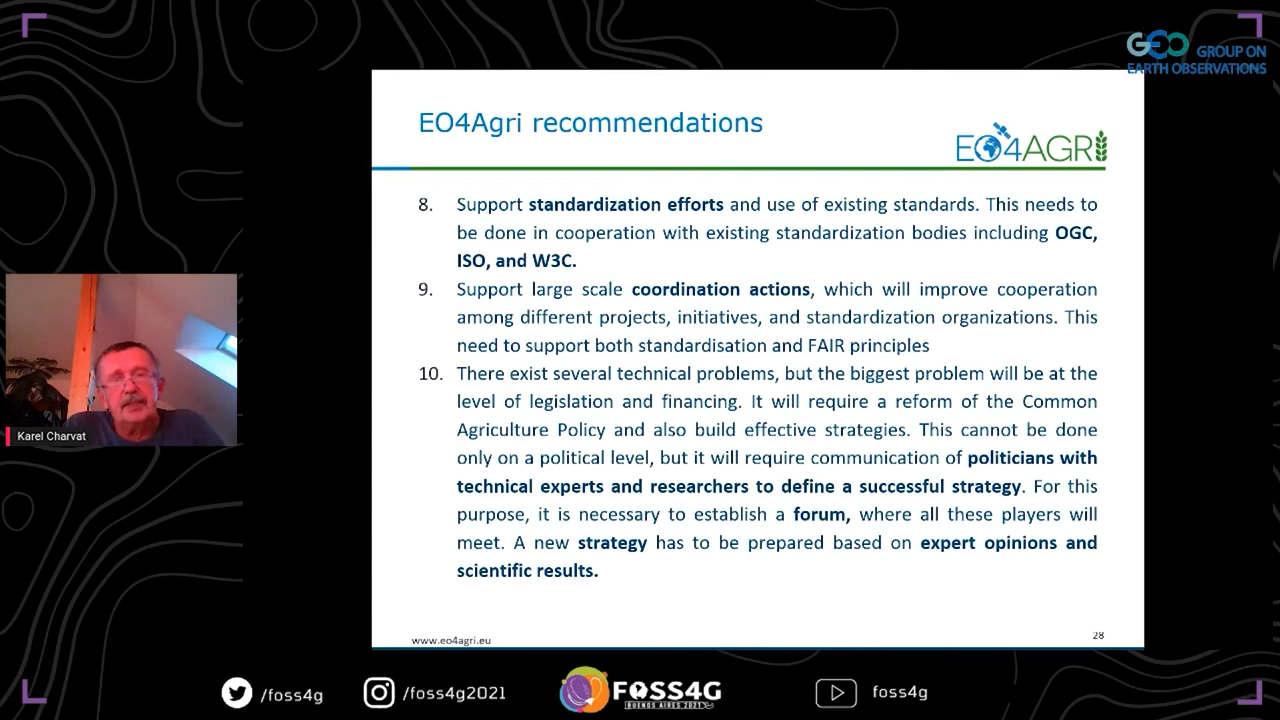 GEO GROUP ON
EARTH OBSERVATIONS
EO4Agri recommendations
EO4AGRI
8. Support standardization efforts and use of existing standards. This needs to
be done in cooperation with existing standardization bodies including OGC,
ISO, and W3C.
9. Support large scale coordination actions, which will improve cooperation
among different projects, initiatives, and standardization organizations. This
need to support both standardisation and FAIR principles
10. There exist several technical problems, but the biggest problem will be at the
level of legislation and financing. It will require a reform of the Common
Agriculture Policy and also build effective strategies. This cannot be done
only on a political level, but it will require communication of politicians with
technical experts and researchers to define a successful strategy. For this
purpose, it is necessary to establish a forum, where all these players will
meet. A new strategy has to be prepared based on expert opinions and
scientific results.
Karel Charvat
www.eo4agri.eu
28
/foss4g
/foss4g2021
FOSS4G
BUENOS AIRES 2021
foss4g